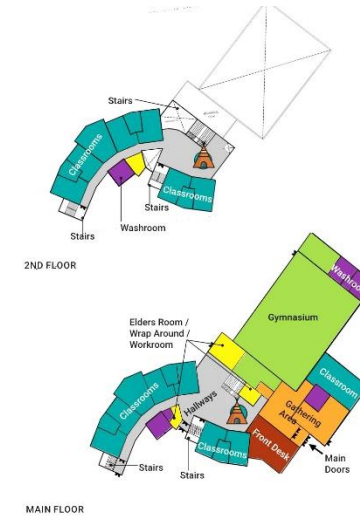 Stairs
Classrooms
Classrooms
Stairs
Stairs
Washroom
2ND FLOOR
Elders Room /
Wrap Around /
Workroom
Gymnasium
Washroo
Classroom
Classrooms
Hallways
Gathering
Area
Front Desk
Classrooms
Main
Doors
Stairs
Stairs
MAIN FLOOR